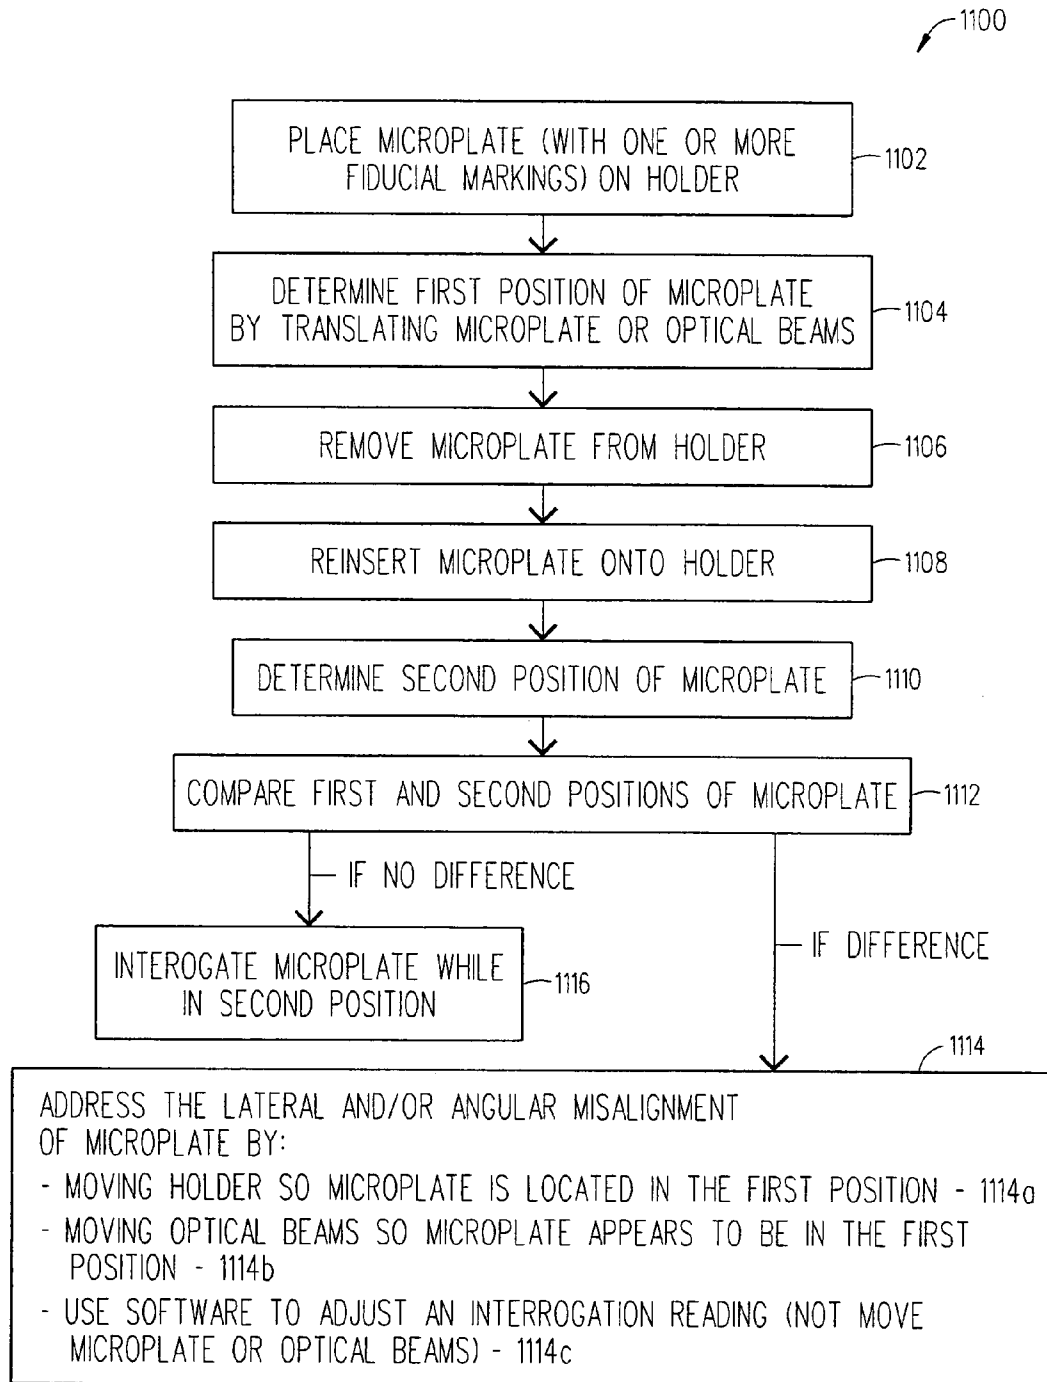 1100
PLACE MICROPLATE (WITH ONE OR MORE
FIDUCIAL MARKINGS) ON HOLDER
1102
DETERMINE FIRST POSITION OF MICROPLATE
BY TRANSLATING MICROPLATE OR OPTICAL BEAMS
1104
REMOVE MICROPLATE FROM HOLDER
1106
REINSERT MICROPLATE ONTO HOLDER
1108
DETERMINE SECOND POSITION OF MICROPLATE
1110
COMPARE FIRST AND SECOND POSITIONS OF MICROPLATE
1112
IF NO DIFFERENCE
IF DIFFERENCE
INTEROGATE MICROPLATE WHILE
IN SECOND POSITION
1116
1114
ADDRESS THE LATERAL AND/OR ANGULAR MISALIGNMENT
OF MICROPLATE BY:
- MOVING HOLDER SO MICROPLATE IS LOCATED IN THE FIRST POSITION - 1114a
- MOVING OPTICAL BEAMS SO MICROPLATE APPEARS TO BE IN THE FIRST
POSITION - 1114b
- USE SOFTWARE TO ADJUST AN INTERROGATION READING (NOT MOVE
MICROPLATE OR OPTICAL BEAMS) - 1114c